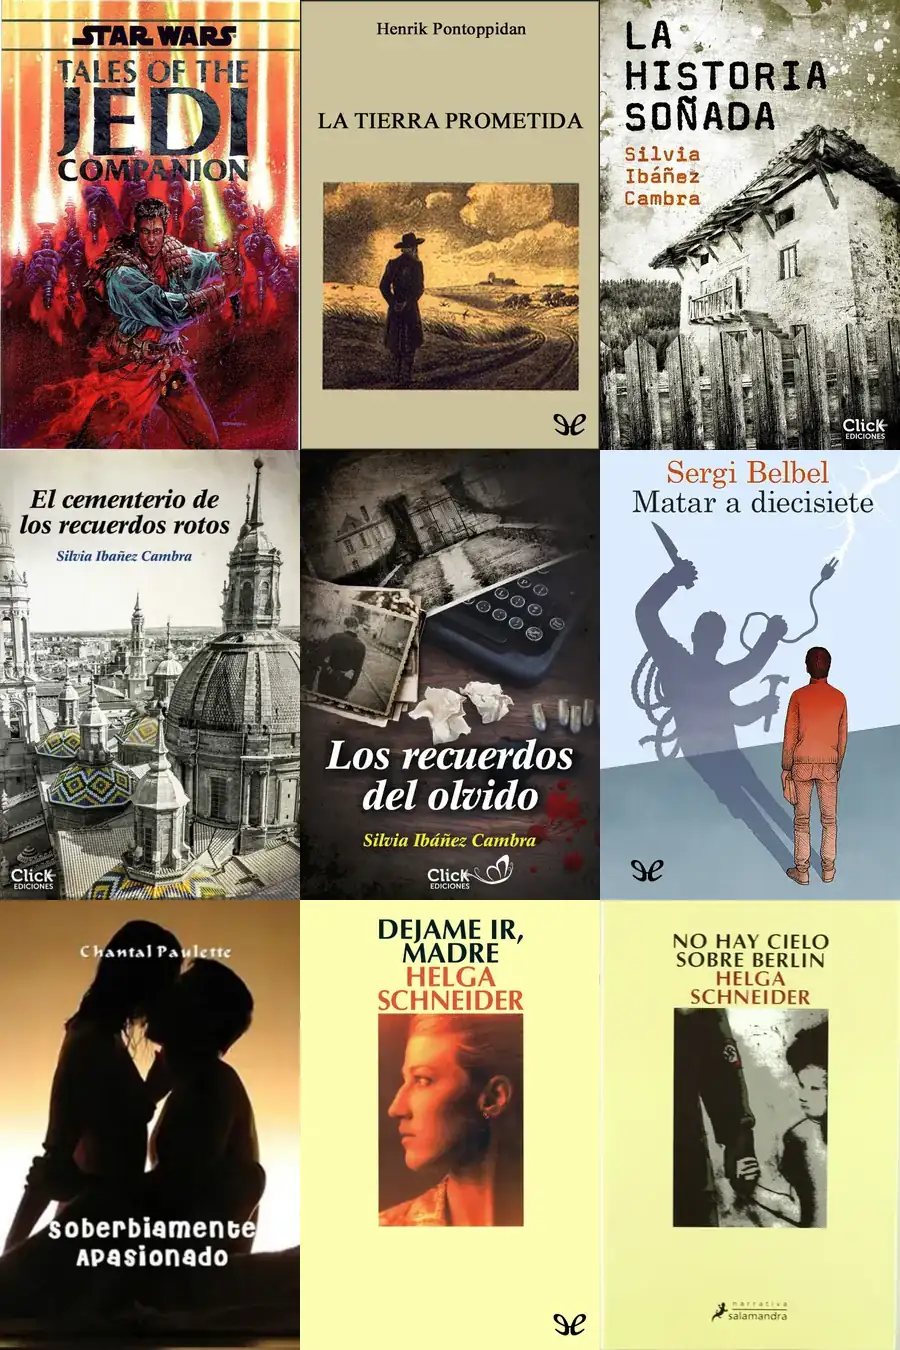 STAR WARS
TALES OF THE
JEDI
COMPANION
Henrik Pontoppidan
LA TIERRA PROMETIDA
LA
HISTORIA
SOÑADA
Silvia
Ibáñez
Cambra
Click
EDICIONES
El cementerio de
los recuerdos rotos
Silvia Ibañez Cambra
Click
EDICIONES
Los recuerdos
del olvido
Silvia Ibáñez Cambra
Click
EDICIONES
Sergi Belbel
Matar a diecisiete
Chantal Paulette
Soberbiamente
Apasionado
DEJAME IR,
MADRE
HELGA
SCHNEIDER
NO HAY CIELO
SOBRE BERLIN
HELGA
SCHNEIDER
narrativa
salamandra